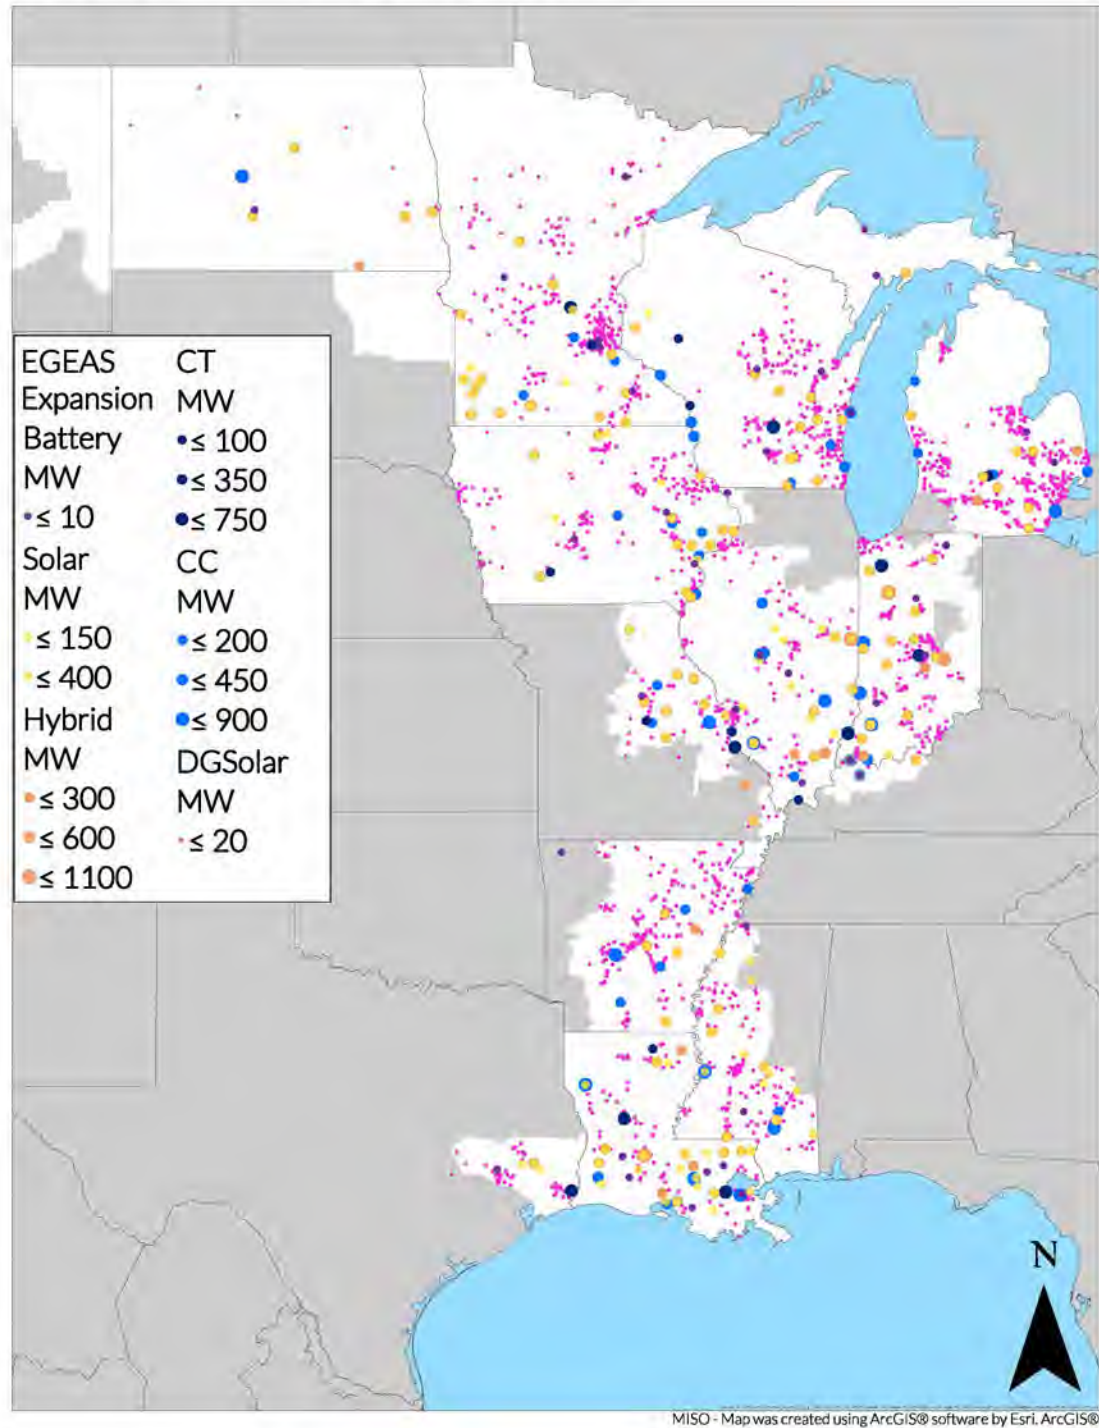 EGEAS
Expansion
Battery
MW
≤ 10
Solar
MW
≤ 150
≤ 400
Hybrid
MW
≤ 300
≤ 600
≤ 1100
CT
MW
≤ 100
≤ 350
≤ 750
CC
MW
≤ 200
≤ 450
≤ 900
DGSolar
MW
≤ 20
N
MISO - Map was created using ArcGIS® software by Esri. ArcGIS®